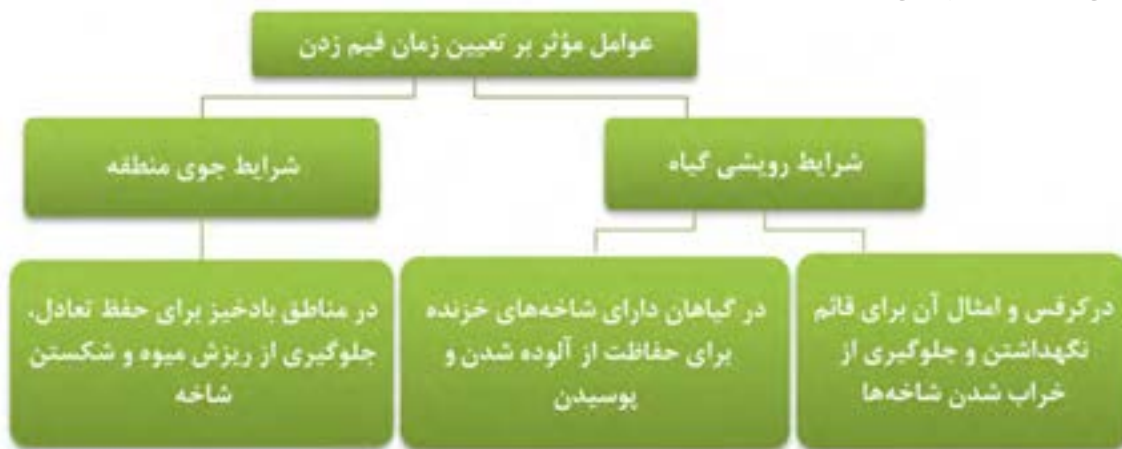 عوامل مؤثر بر تعیین زمان قیم زدن
شرایط رویشی گیاه
شرایط جوی منطقه
در کرفس و امثال آن برای قائم
نگهداشتن و جلوگیری از
خراب شدن شاخه‌ها
در گیاهان دارای شاخه‌های خزنده
برای حفاظت از آلوده شدن و
پوسیدن
در مناطق بادخیز برای حفظ تعادل،
جلوگیری از ریزش میوه و شکستن
شاخه